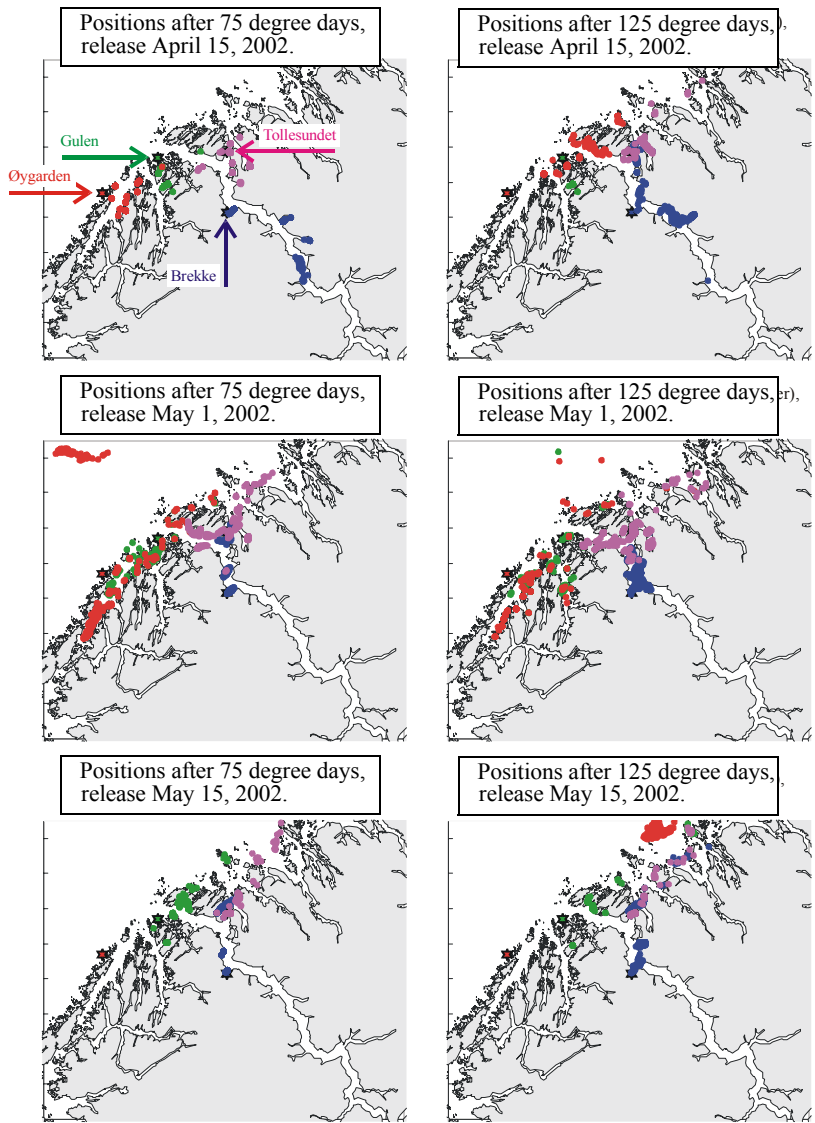 Positions after 75 degree days,
release April 15, 2002.
Positions after 125 degree days,
),
release April 15, 2002.
Gulen
Tollesundet
Øygarden
Brekke
Positions after 75 degree days,
release May 1, 2002.
Positions after 125 degree days,
er),
release May 1, 2002.
Positions after 75 degree days,
release May 15, 2002.
Positions after 125 degree days,
release May 15, 2002.